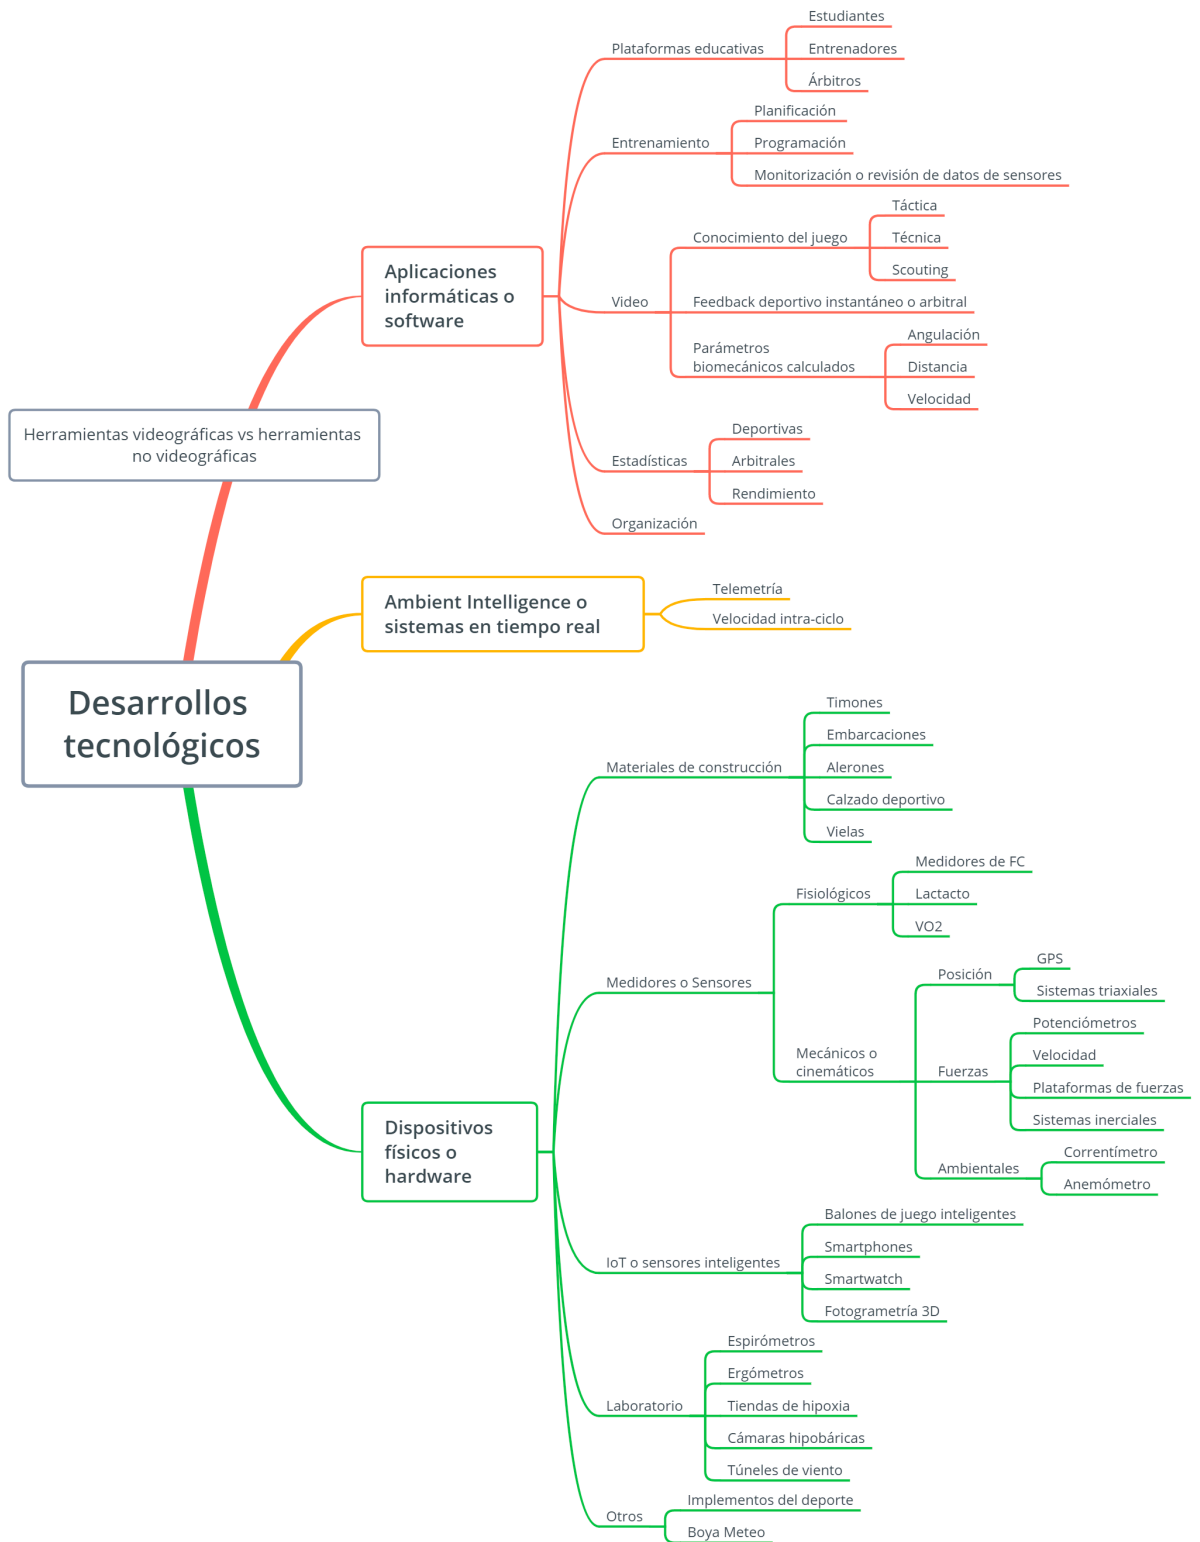 Estudiantes
Plataformas educativas
Entrenadores
Árbitros
Planificación
Entrenamiento
Programación
Monitorización o revisión de datos de sensores
Táctica
Conocimiento del juego
Técnica
Scouting
Aplicaciones
informáticas o
software
Video
Feedback deportivo instantáneo o arbitral
Angulación
Parámetros
biomecánicos calculados
Distancia
Velocidad
Herramientas videográficas vs herramientas
no videográficas
Deportivas
Estadísticas
Arbitrales
Rendimiento
Organización
Ambient Intelligence o
sistemas en tiempo real
Telemetría
Velocidad intra-ciclo
Desarrollos
tecnológicos
Timones
Embarcaciones
Materiales de construcción
Alerones
Calzado deportivo
Vielas
Medidores de FC
Fisiológicos
Lactacto
VO2
Medidores o Sensores
GPS
Posición
Sistemas triaxiales
Potenciómetros
Mecánicos o
cinemáticos
Velocidad
Fuerzas
Plataformas de fuerzas
Sistemas inerciales
Correntímetro
Ambientales
Anemómetro
Dispositivos
físicos o
hardware
Balones de juego inteligentes
Smartphones
IoT o sensores inteligentes
Smartwatch
Fotogrametría 3D
Espirómetros
Ergómetros
Laboratorio
Tiendas de hipoxia
Cámaras hipobáricas
Túneles de viento
Implementos del deporte
Otros
Boya Meteo